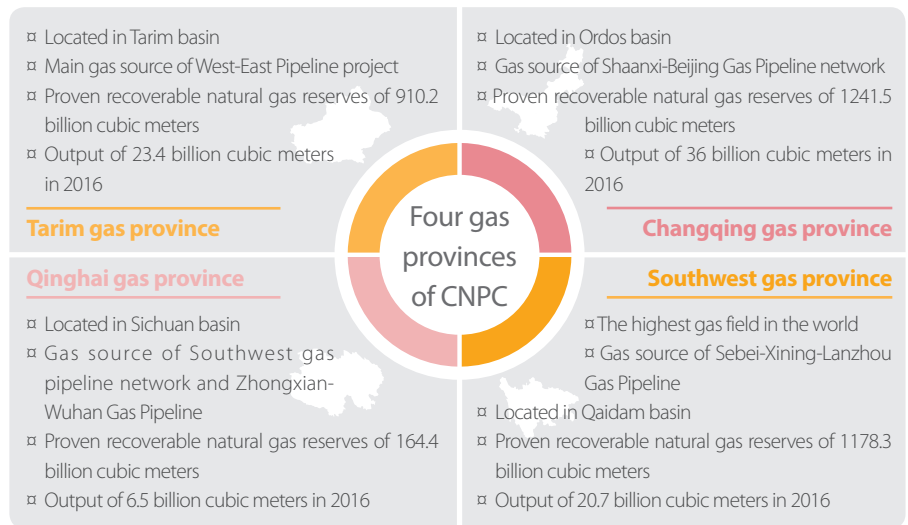 ¤ Located in Tarim basin
¤ Main gas source of West-East Pipeline project
¤ Proven recoverable natural gas reserves of 910.2
billion cubic meters
¤ Output of 23.4 billion cubic meters
in 2016
Tarim gas province
¤ Located in Ordos basin
¤ Gas source of Shaanxi-Beijing Gas Pipeline network
¤ Proven recoverable natural gas reserves of 1241.5
billion cubic meters
¤ Output of 36 billion cubic meters in
2016
Changqing gas province
Four gas
provinces
of CNPC
Qinghai gas province
¤ Located in Sichuan basin
¤ Gas source of Southwest gas
pipeline network and Zhongxian-
Wuhan Gas Pipeline
¤ Proven recoverable natural gas reserves of 164.4
billion cubic meters
¤ Output of 6.5 billion cubic meters in 2016
Southwest gas province
¤ The highest gas field in the world
¤ Gas source of Sebei-Xining-Lanzhou
Gas Pipeline
¤ Located in Qaidam basin
¤ Proven recoverable natural gas reserves of 1178.3
billion cubic meters
¤ Output of 20.7 billion cubic meters in 2016